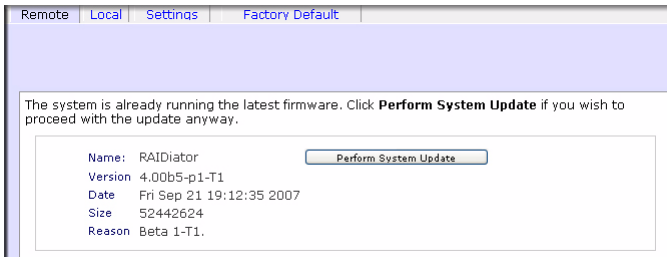 Remote Local Settings Factory Default
The system is already running the latest firmware. Click Perform System Update if you wish to
proceed with the update anyway.
Name: RAIDiator Perform System Update
Version 4.00b5-p1-T1
Date Fri Sep 21 19:12:35 2007
Size 52442624
Reason Beta 1-T1.